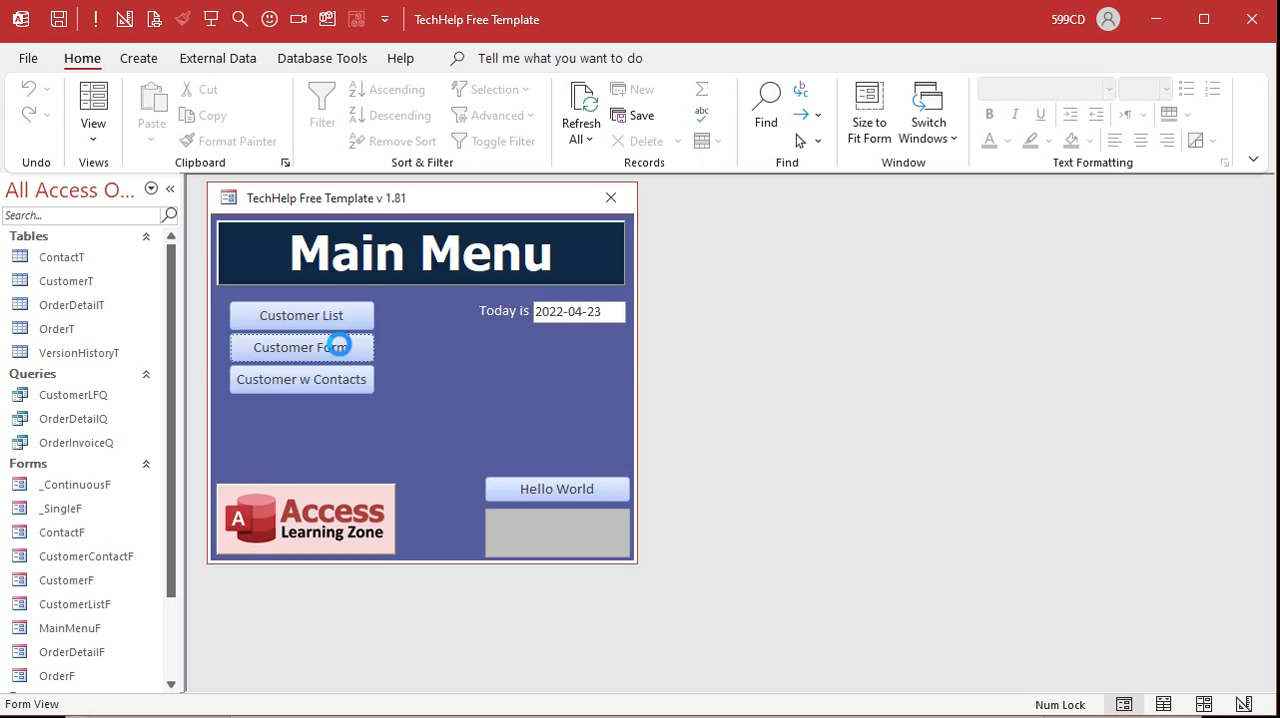 TechHelp Free Template
599CD
File Home Create External Data Database Tools Help Tell me what you want to do
View
Views
Undo
Paste
Cut
Copy
Format Painter
Clipboard
Filter
Ascending
Descending
Remove Sort
Selection
Advanced
Toggle Filter
Sort & Filter
Refresh
All
New
Save
Delete
Records
Find
Find
Size to
Fit Form
Switch
Windows
Window
Text Formatting
All Access O...
Search...
Tables
ContactT
CustomerT
OrderDetailT
OrderT
VersionHistoryT
Queries
CustomerLFQ
OrderDetailQ
OrderInvoiceQ
Forms
_ContinuousF
_SingleF
ContactF
CustomerContactF
CustomerF
CustomerListF
MainMenuF
OrderDetailF
OrderF
TechHelp Free Template v 1.81
Main Menu
Customer List
Customer Form
Customer w Contacts
Today is 2022-04-23
Hello World
A Access
Learning Zone
Form View
Num Lock